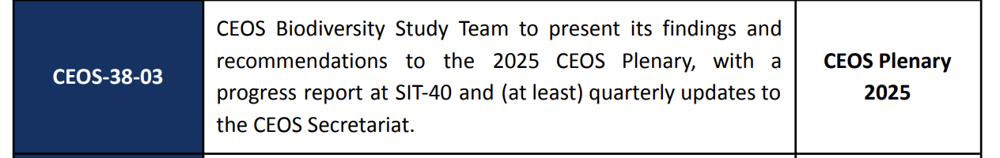 CEOS-38-03
CEOS Biodiversity Study Team to present its findings and
recommendations to the 2025 CEOS Plenary, with a
progress report at SIT-40 and (at least) quarterly updates to
the CEOS Secretariat.
CEOS Plenary
2025